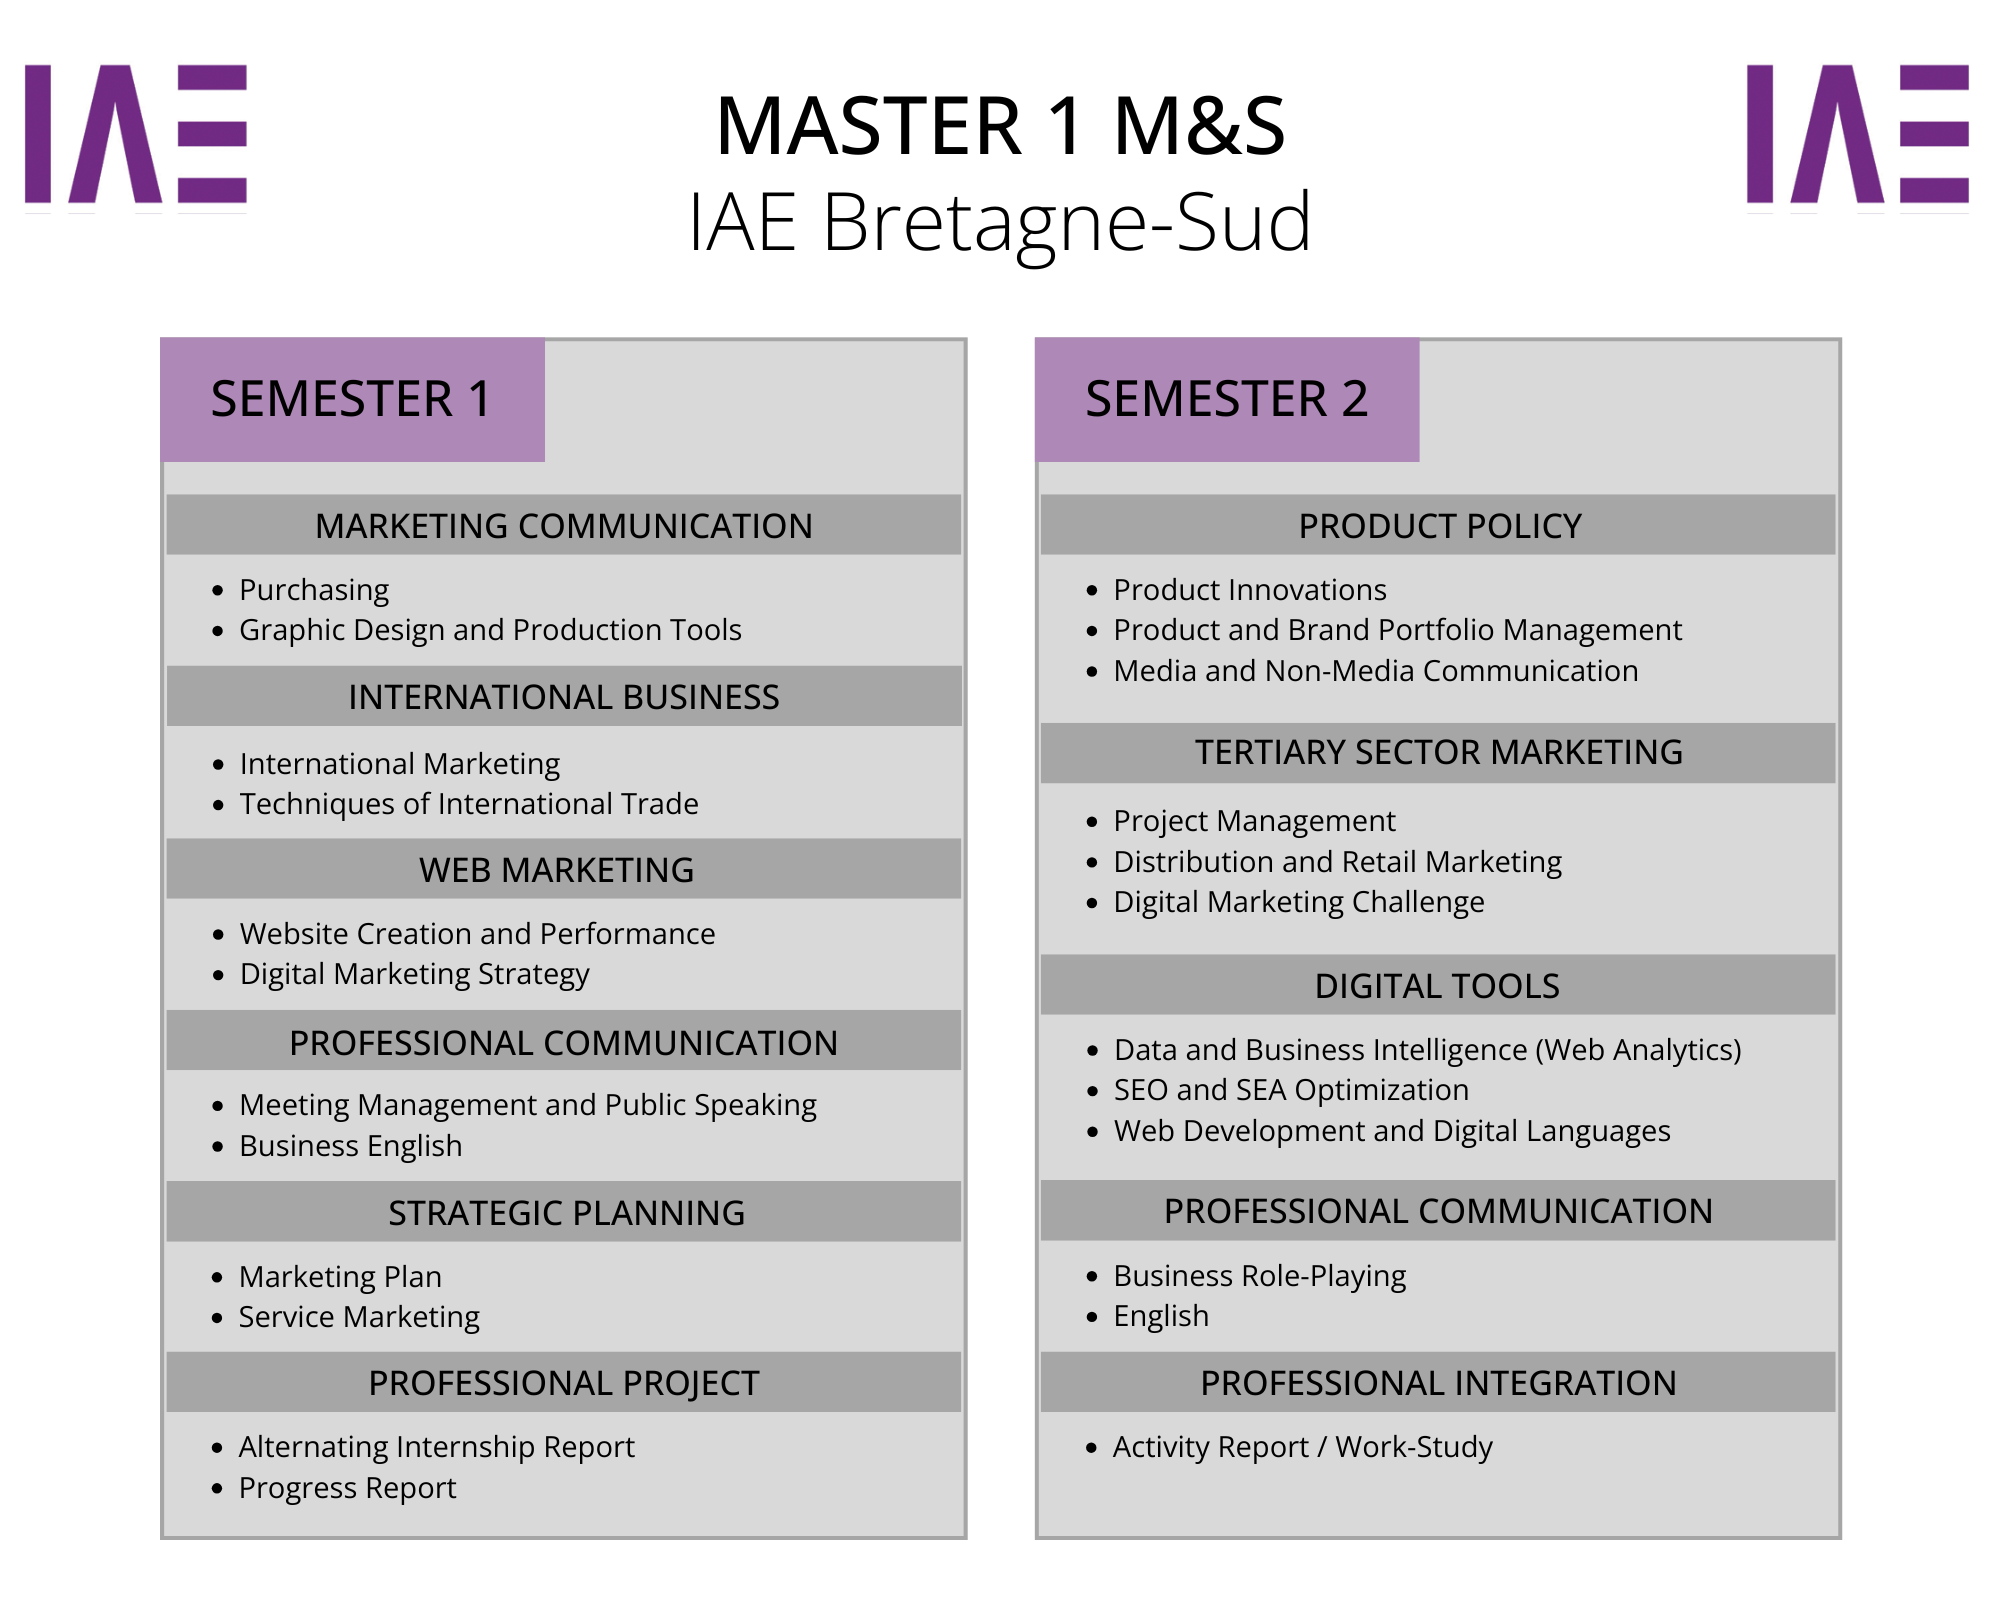 IAE
IAE
MASTER 1 M&S
IAE Bretagne-Sud
SEMESTER 1
MARKETING COMMUNICATION
• Purchasing
• Graphic Design and Production Tools
INTERNATIONAL BUSINESS
• International Marketing
• Techniques of International Trade
WEB MARKETING
• Website Creation and Performance
• Digital Marketing Strategy
PROFESSIONAL COMMUNICATION
• Meeting Management and Public Speaking
• Business English
STRATEGIC PLANNING
• Marketing Plan
• Service Marketing
PROFESSIONAL PROJECT
• Alternating Internship Report
• Progress Report
SEMESTER 2
PRODUCT POLICY
• Product Innovations
• Product and Brand Portfolio Management
• Media and Non-Media Communication
TERTIARY SECTOR MARKETING
• Project Management
• Distribution and Retail Marketing
• Digital Marketing Challenge
DIGITAL TOOLS
• Data and Business Intelligence (Web Analytics)
• SEO and SEA Optimization
• Web Development and Digital Languages
PROFESSIONAL COMMUNICATION
• Business Role-Playing
• English
PROFESSIONAL INTEGRATION
• Activity Report / Work-Study